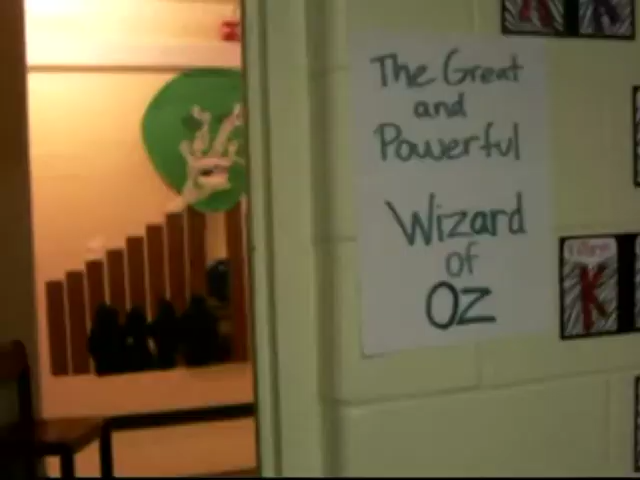 The Great
and
Powerful
Wizard
of
Oz
K